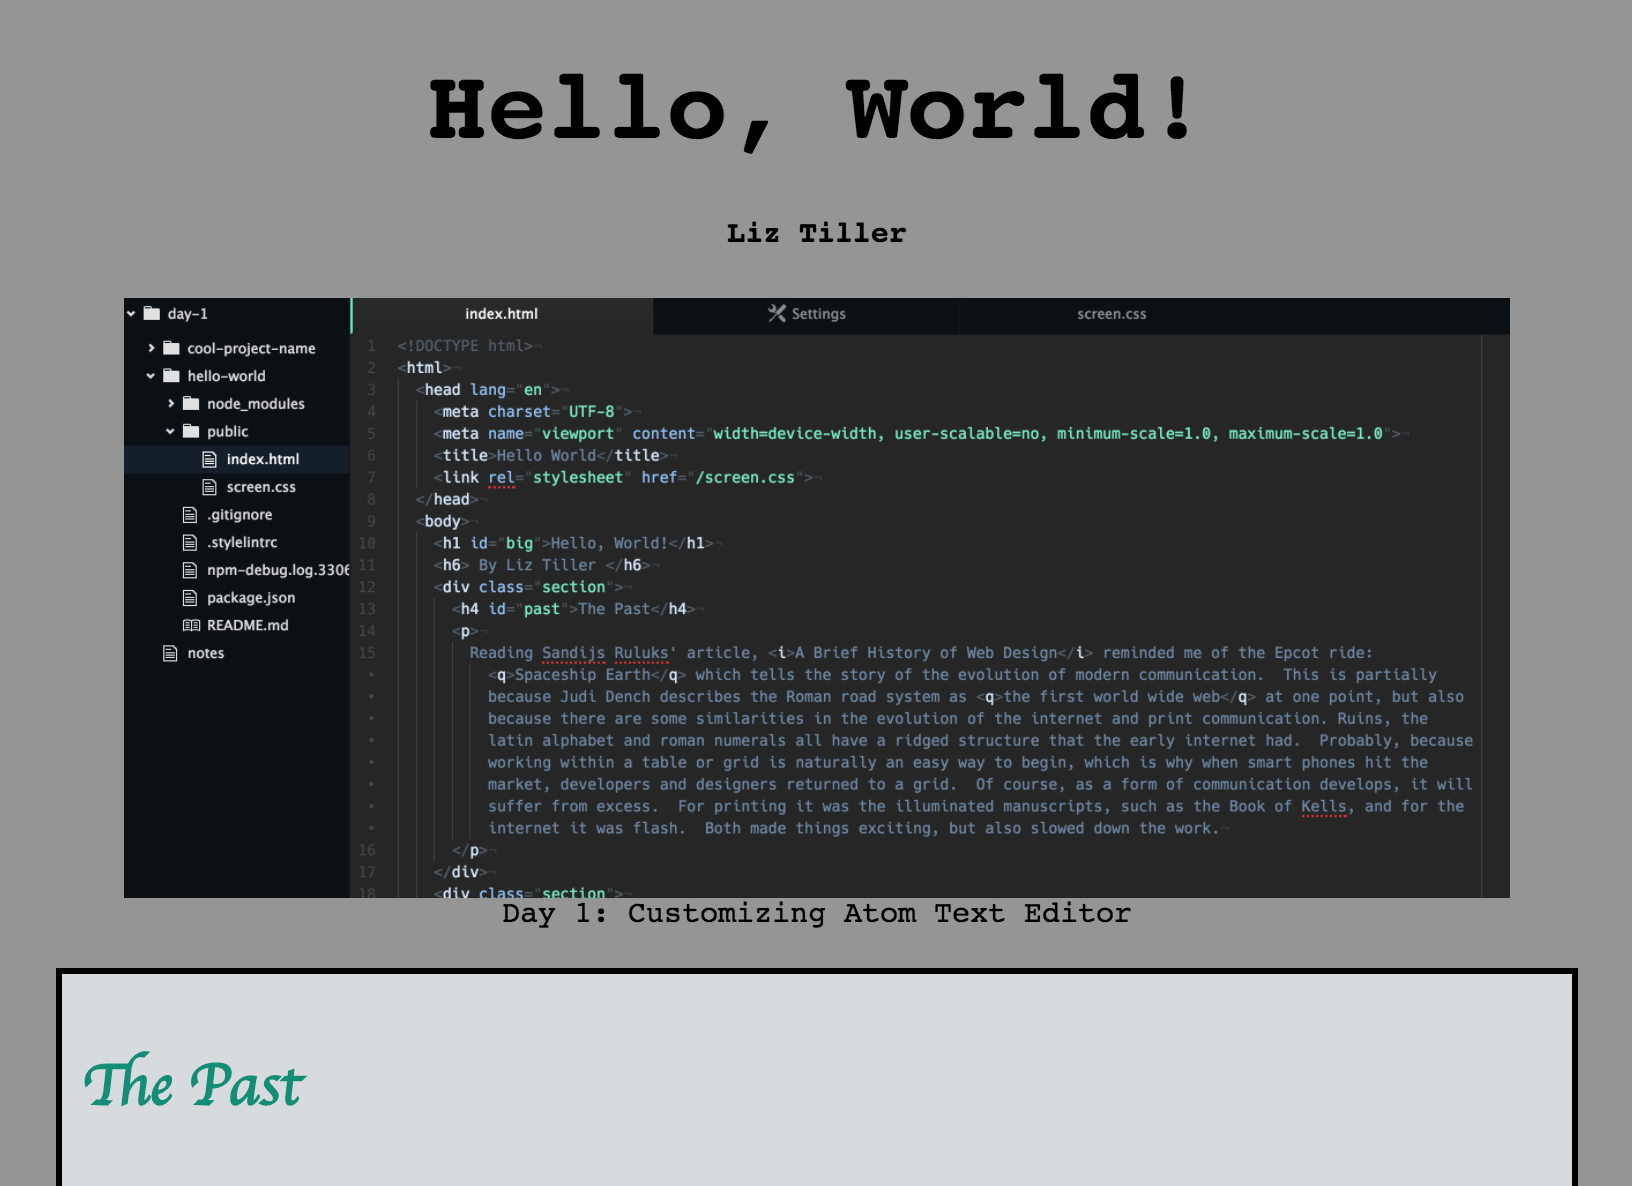 Hello, World!
Liz Tiller
day-1
cool-project-name
hello-world
node_modules
public
index.html
screen.css
.gitignore
.stylelintrc
npm-debug.log.3306
package.json
README.md
notes
index.html
Settings
screen.css
1 <!DOCTYPE html>¬
2 <html>¬
3 <head lang="en">¬
4 <meta charset="UTF-8">¬
5 <meta name="viewport" content="width=device-width, user-scalable=no, minimum-scale=1.0, maximum-scale=1.0">¬
6 <title>Hello World</title>¬
7 <link rel="stylesheet" href="/screen.css">¬
8 </head>¬
9 <body>¬
10 <h1 id="big">Hello, World!</h1>¬
11 <h6> By Liz Tiller </h6>¬
12 <div class="section">¬
13 <h4 id="past">The Past</h4>¬
14 <p>¬
15 Reading Sandijs Ruluks' article, <i>A Brief History of Web Design</i> reminded me of the Epcot ride:
• <q>Spaceship Earth</q> which tells the story of the evolution of modern communication.  This is partially
• because Judi Dench describes the Roman road system as <q>the first world wide web</q> at one point, but also
• because there are some similarities in the evolution of the internet and print communication. Ruins, the
• latin alphabet and roman numerals all have a ridged structure that the early internet had.  Probably, because
• working within a table or grid is naturally an easy way to begin, which is why when smart phones hit the
• market, developers and designers returned to a grid.  Of course, as a form of communication develops, it will
• suffer from excess.  For printing it was the illuminated manuscripts, such as the Book of Kells, and for the
• internet it was flash.  Both made things exciting, but also slowed down the work.¬
16 </p>¬
17 </div>¬
18 <div class="section">¬
Day 1: Customizing Atom Text Editor
The Past